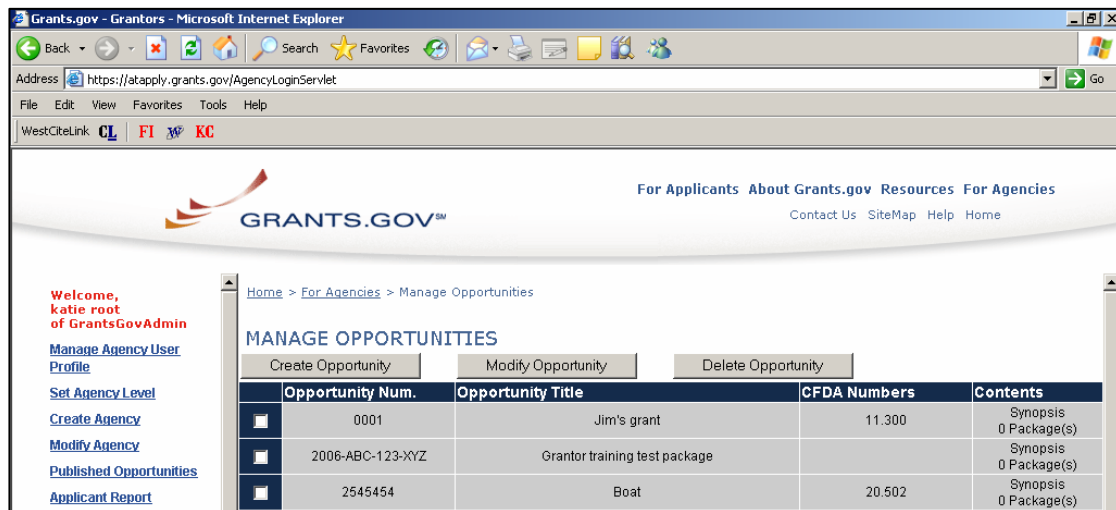 Grants.gov - Grantors - Microsoft Internet Explorer
Back Search Favorites
Address https://atapply.grants.gov/AgencyLoginServlet Go
File Edit View Favorites Tools Help
WestCiteLink CL FI W KC
For Applicants About Grants.gov Resources For Agencies
GRANTS.GOV℠
Contact Us SiteMap Help Home
Welcome,
katie root
of GrantsGovAdmin
Manage Agency User
Profile
Set Agency Level
Create Agency
Modify Agency
Published Opportunities
Applicant Report
Home > For Agencies > Manage Opportunities
MANAGE OPPORTUNITIES
Create Opportunity Modify Opportunity Delete Opportunity
Opportunity Num. Opportunity Title CFDA Numbers Contents
0001 Jim's grant 11.300 Synopsis
0 Package(s)
2006-ABC-123-XYZ Grantor training test package Synopsis
0 Package(s)
2545454 Boat 20.502 Synopsis
0 Package(s)